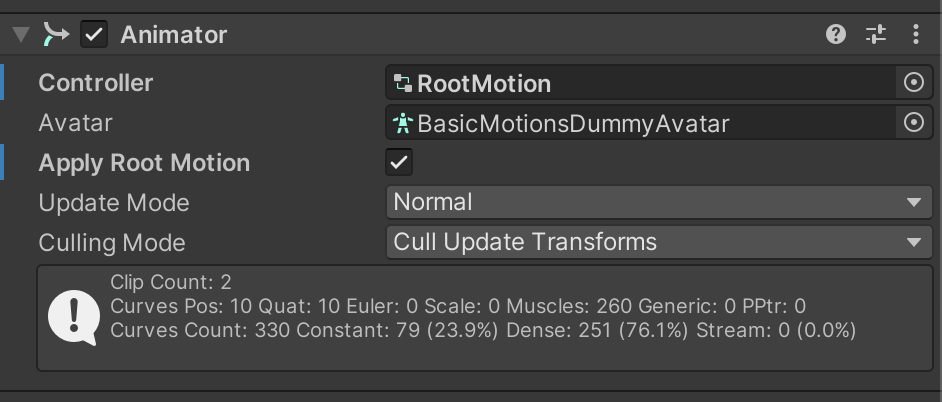 Animator
Controller RootMotion
Avatar BasicMotionsDummyAvatar
Apply Root Motion
Update Mode Normal
Culling Mode Cull Update Transforms
Clip Count: 2
Curves Pos: 10 Quat: 10 Euler: 0 Scale: 0 Muscles: 260 Generic: 0 PPtr: 0
Curves Count: 330 Constant: 79 (23.9%) Dense: 251 (76.1%) Stream: 0 (0.0%)